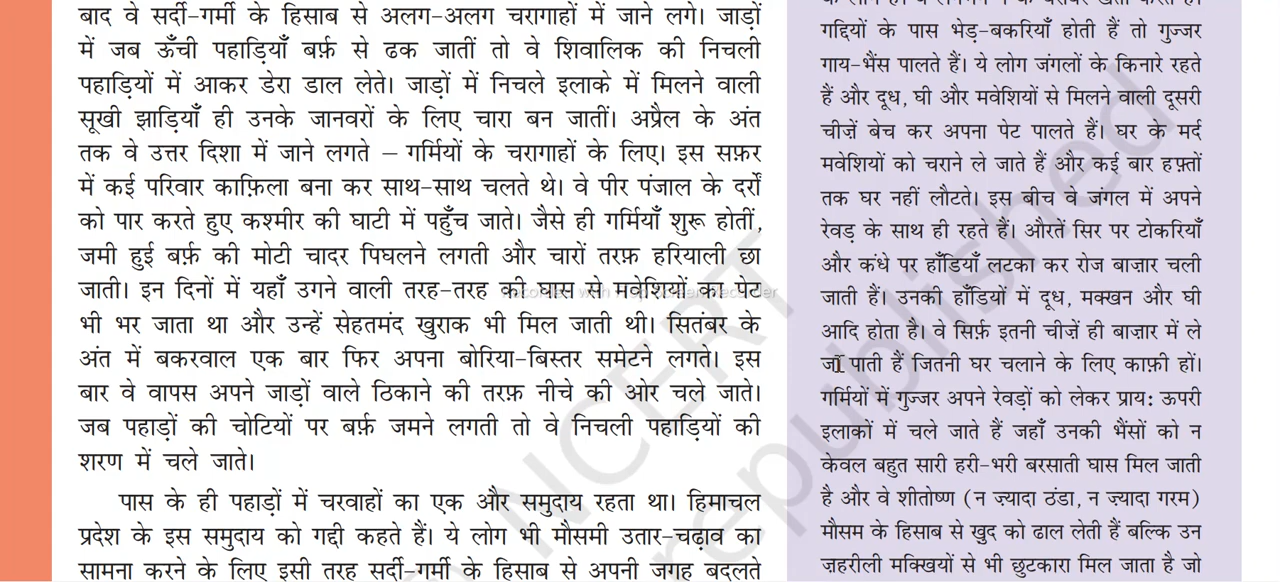 बाद वे सर्दी-गर्मी के हिसाब से अलग-अलग चरागाहों में जाने लगे। जाड़ों
में जब ऊँची पहाड़ियाँ बर्फ़ से ढक जातीं तो वे शिवालिक की निचली
पहाड़ियों में आकर डेरा डाल लेते। जाड़ों में निचले इलाके में मिलने वाली
सूखी झाड़ियाँ ही उनके जानवरों के लिए चारा बन जातीं। अप्रैल के अंत
तक वे उत्तर दिशा में जाने लगते – गर्मियों के चरागाहों के लिए। इस सफ़र
में कई परिवार काफ़िला बना कर साथ-साथ चलते थे। वे पीर पंजाल के दर्रों
को पार करते हुए कश्मीर की घाटी में पहुँच जाते। जैसे ही गर्मियाँ शुरू होतीं,
जमी हुई बर्फ़ की मोटी चादर पिघलने लगती और चारों तरफ़ हरियाली छा
जाती। इन दिनों में यहाँ उगने वाली तरह-तरह की घास से मवेशियों का पेट
भी भर जाता था और उन्हें सेहतमंद खुराक भी मिल जाती थी। सितंबर के
अंत में बकरवाल एक बार फिर अपना बोरिया-बिस्तर समेटने लगते। इस
बार वे वापस अपने जाड़ों वाले ठिकाने की तरफ़ नीचे की ओर चले जाते।
जब पहाड़ों की चोटियों पर बर्फ़ जमने लगती तो वे निचली पहाड़ियों की
शरण में चले जाते।
पास के ही पहाड़ों में चरवाहों का एक और समुदाय रहता था। हिमाचल
प्रदेश के इस समुदाय को गद्दी कहते हैं। ये लोग भी मौसमी उतार-चढ़ाव का
सामना करने के लिए इसी तरह सर्दी-गर्मी के हिसाब से अपनी जगह बदलते
गद्दियों के पास भेड़-बकरियाँ होती हैं तो गुज्जर
गाय-भैंस पालते हैं। ये लोग जंगलों के किनारे रहते
हैं और दूध, घी और मवेशियों से मिलने वाली दूसरी
चीज़ें बेच कर अपना पेट पालते हैं। घर के मर्द
मवेशियों को चराने ले जाते हैं और कई बार हफ़्तों
तक घर नहीं लौटते। इस बीच वे जंगल में अपने
रेवड़ के साथ ही रहते हैं। औरतें सिर पर टोकरियाँ
और कंधे पर हाँडियाँ लटका कर रोज बाज़ार चली
जाती हैं। उनकी हाँडियों में दूध, मक्खन और घी
आदि होता है। वे सिर्फ़ इतनी चीज़ें ही बाज़ार में ले
जा पाती हैं जितनी घर चलाने के लिए काफ़ी हों।
गर्मियों में गुज्जर अपने रेवड़ों को लेकर प्राय: ऊपरी
इलाकों में चले जाते हैं जहाँ उनकी भैंसों को न
केवल बहुत सारी हरी-भरी बरसाती घास मिल जाती
है और वे शीतोष्ण (न ज़्यादा ठंडा, न ज़्यादा गरम)
मौसम के हिसाब से खुद को ढाल लेती हैं बल्कि उन
ज़हरीली मक्खियों से भी छुटकारा मिल जाता है जो
NCERT
republished